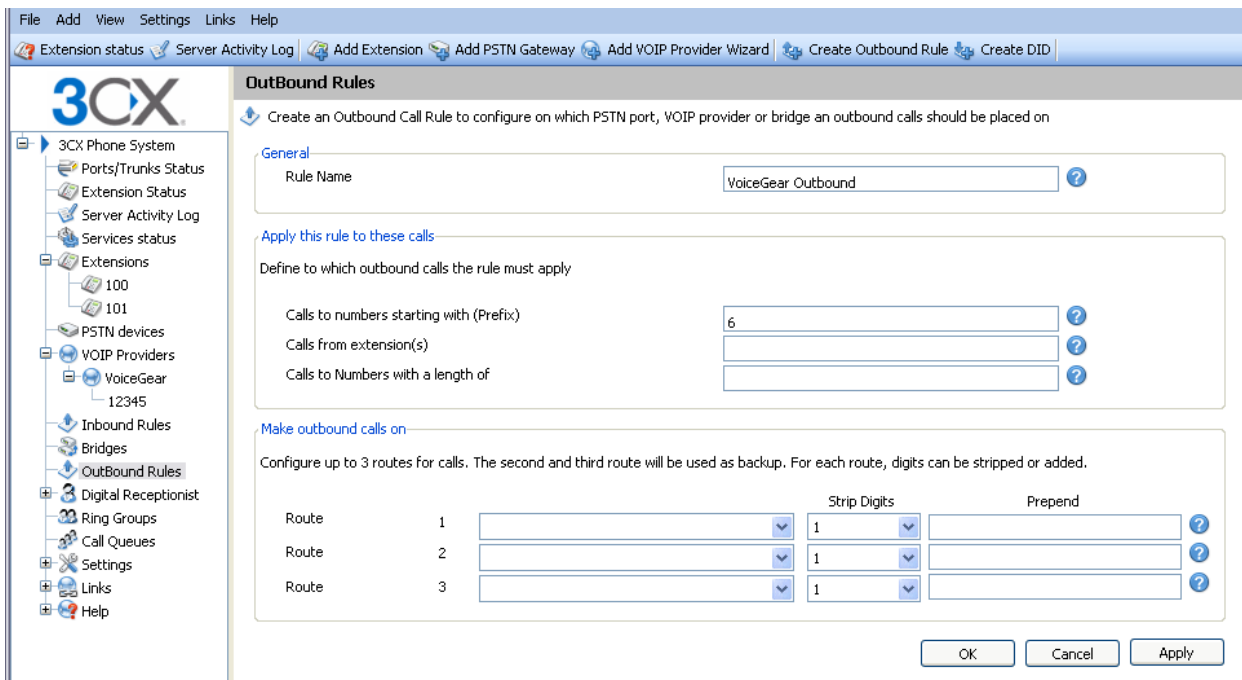 File Add View Settings Links Help
Extension status Server Activity Log Add Extension Add PSTN Gateway Add VOIP Provider Wizard Create Outbound Rule Create DID
3CX
3CX Phone System
Ports/Trunks Status
Extension Status
Server Activity Log
Services status
Extensions
100
101
PSTN devices
VOIP Providers
VoiceGear
12345
Inbound Rules
Bridges
OutBound Rules
Digital Receptionist
Ring Groups
Call Queues
Settings
Links
Help
OutBound Rules
Create an Outbound Call Rule to configure on which PSTN port, VOIP provider or bridge an outbound calls should be placed on
General
Rule Name VoiceGear Outbound
Apply this rule to these calls
Define to which outbound calls the rule must apply
Calls to numbers starting with (Prefix) 6
Calls from extension(s)
Calls to Numbers with a length of
Make outbound calls on
Configure up to 3 routes for calls. The second and third route will be used as backup. For each route, digits can be stripped or added.
Strip Digits Prepend
Route 1 1
Route 2 1
Route 3 1
OK Cancel Apply